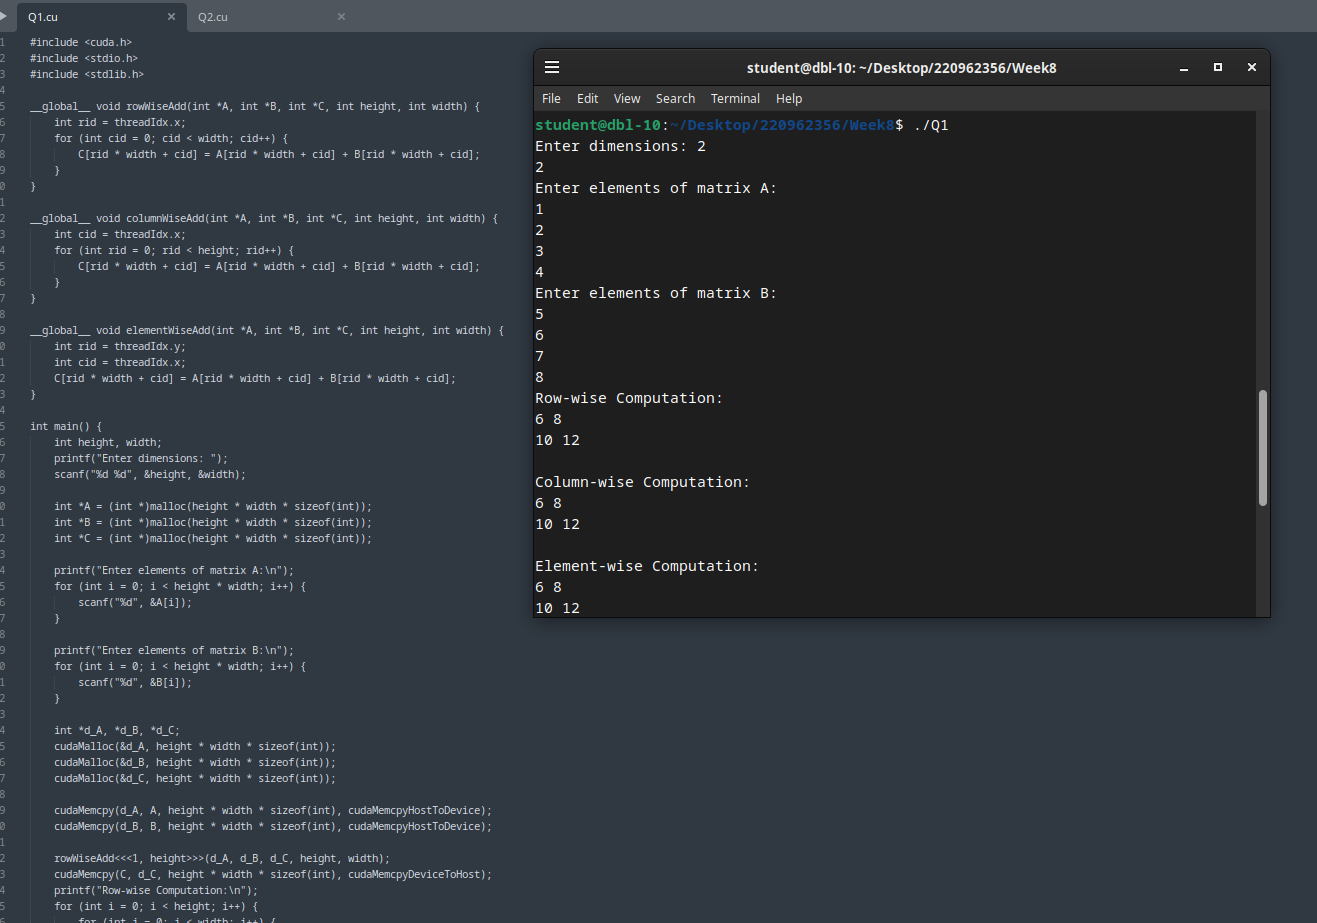 Q1.cu
Q2.cu
1 #include <cuda.h>
2 #include <stdio.h>
3 #include <stdlib.h>
4
5 __global__ void rowWiseAdd(int *A, int *B, int *C, int height, int width) {
6 int rid = threadIdx.x;
7 for (int cid = 0; cid < width; cid++) {
8 C[rid * width + cid] = A[rid * width + cid] + B[rid * width + cid];
9 }
0 }
1
2 __global__ void columnWiseAdd(int *A, int *B, int *C, int height, int width) {
3 int cid = threadIdx.x;
4 for (int rid = 0; rid < height; rid++) {
5 C[rid * width + cid] = A[rid * width + cid] + B[rid * width + cid];
6 }
7 }
8
9 __global__ void elementWiseAdd(int *A, int *B, int *C, int height, int width) {
0 int rid = threadIdx.y;
1 int cid = threadIdx.x;
2 C[rid * width + cid] = A[rid * width + cid] + B[rid * width + cid];
3 }
4
5 int main() {
6 int height, width;
7 printf("Enter dimensions: ");
8 scanf("%d %d", &height, &width);
9
0 int *A = (int *)malloc(height * width * sizeof(int));
1 int *B = (int *)malloc(height * width * sizeof(int));
2 int *C = (int *)malloc(height * width * sizeof(int));
3
4 printf("Enter elements of matrix A:\n");
5 for (int i = 0; i < height * width; i++) {
6 scanf("%d", &A[i]);
7 }
8
9 printf("Enter elements of matrix B:\n");
0 for (int i = 0; i < height * width; i++) {
1 scanf("%d", &B[i]);
2 }
3
4 int *d_A, *d_B, *d_C;
5 cudaMalloc(&d_A, height * width * sizeof(int));
6 cudaMalloc(&d_B, height * width * sizeof(int));
7 cudaMalloc(&d_C, height * width * sizeof(int));
8
9 cudaMemcpy(d_A, A, height * width * sizeof(int), cudaMemcpyHostToDevice);
0 cudaMemcpy(d_B, B, height * width * sizeof(int), cudaMemcpyHostToDevice);
1
2 rowWiseAdd<<<1, height>>>(d_A, d_B, d_C, height, width);
3 cudaMemcpy(C, d_C, height * width * sizeof(int), cudaMemcpyDeviceToHost);
4 printf("Row-wise Computation:\n");
5 for (int i = 0; i < height; i++) {
6 for (int j = 0; j < width; j++) {
student@dbl-10: ~/Desktop/220962356/Week8
File Edit View Search Terminal Help
student@dbl-10:~/Desktop/220962356/Week8$ ./Q1
Enter dimensions: 2
2
Enter elements of matrix A:
1
2
3
4
Enter elements of matrix B:
5
6
7
8
Row-wise Computation:
6 8
10 12
Column-wise Computation:
6 8
10 12
Element-wise Computation:
6 8
10 12